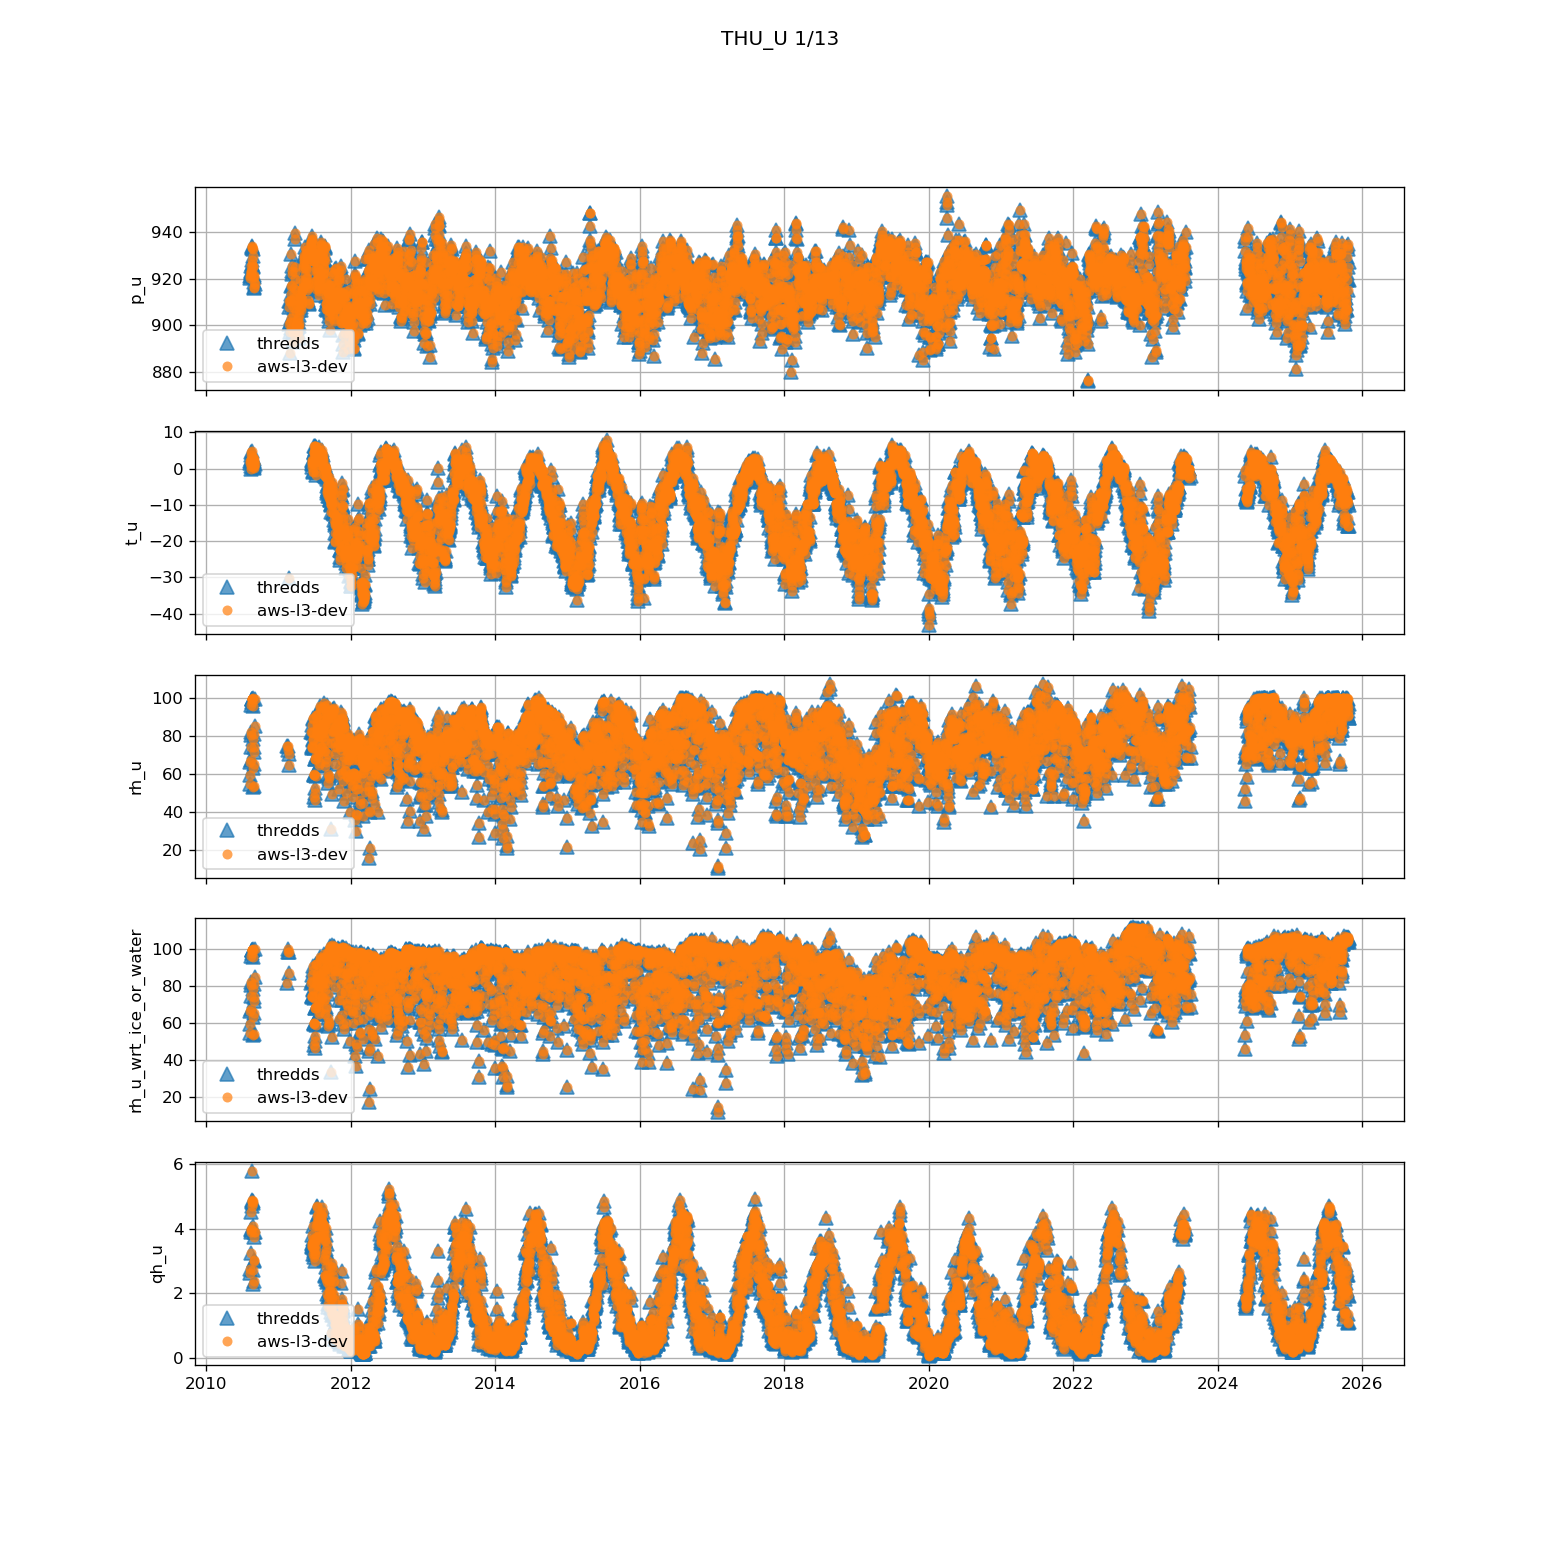 THU_U 1/13
940
920
900
880
p_u
thredds
aws-l3-dev
10
0
−10
−20
−30
−40
t_u
thredds
aws-l3-dev
100
80
60
40
20
rh_u
thredds
aws-l3-dev
100
80
60
40
20
rh_u_wrt_ice_or_water
thredds
aws-l3-dev
6
4
2
0
qh_u
thredds
aws-l3-dev
2010 2012 2014 2016 2018 2020 2022 2024 2026